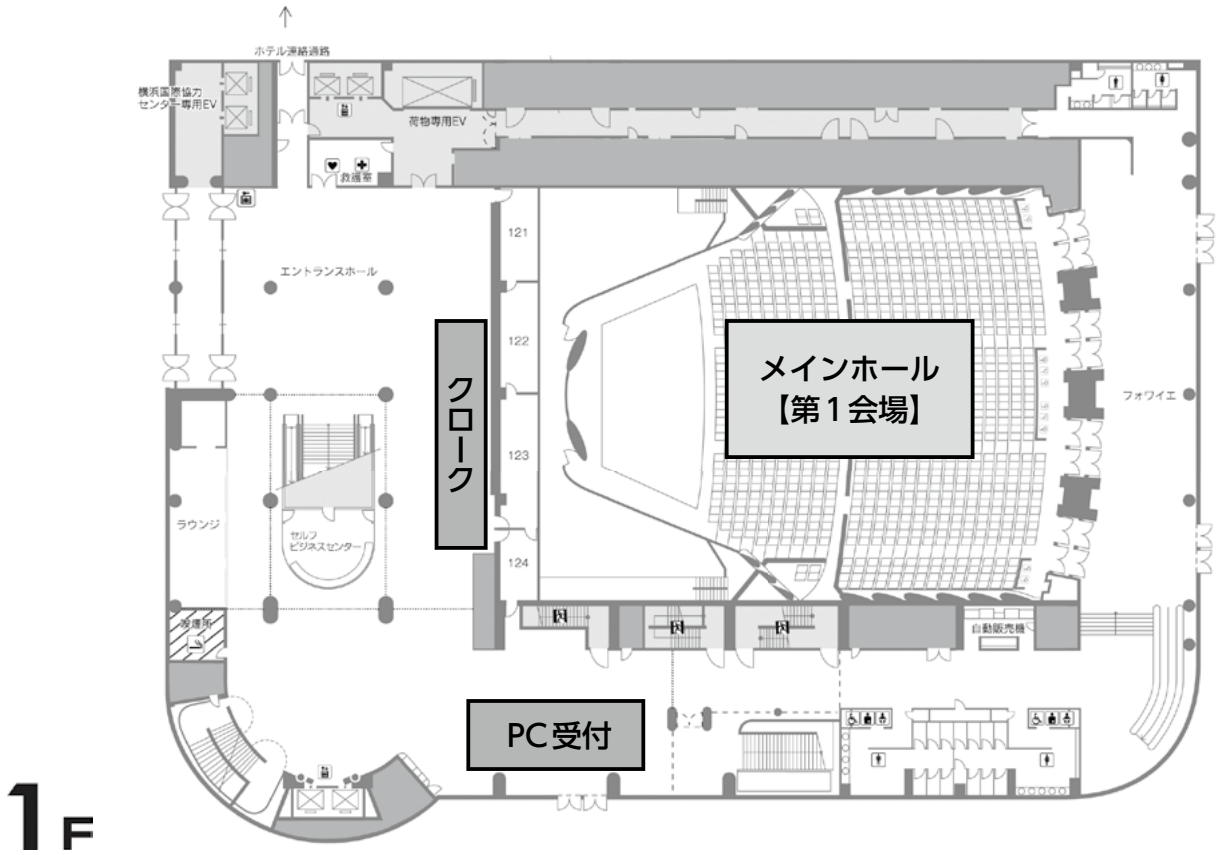 ホテル連絡通路
横浜国際協力
センター専用EV
荷物専用EV
救護室
121
エントランスホール
122
クローク
メインホール
【第1会場】
フォワイエ
123
ラウンジ
セルフ
ビジネスセンター
124
喫煙所
自動販売機
PC受付
1F